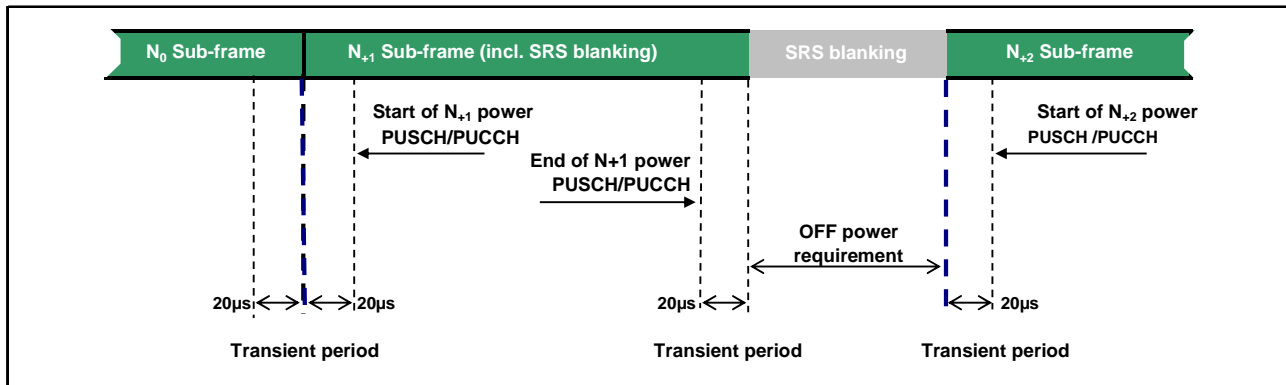 N0 Sub-frame
N+1 Sub-frame (incl. SRS blanking)
SRS blanking
N+2 Sub-frame
Start of N+1 power
PUSCH/PUCCH
Start of N+2 power
PUSCH /PUCCH
End of N+1 power
PUSCH/PUCCH
OFF power
requirement
20µs
20µs
20µs
20µs
Transient period
Transient period
Transient period